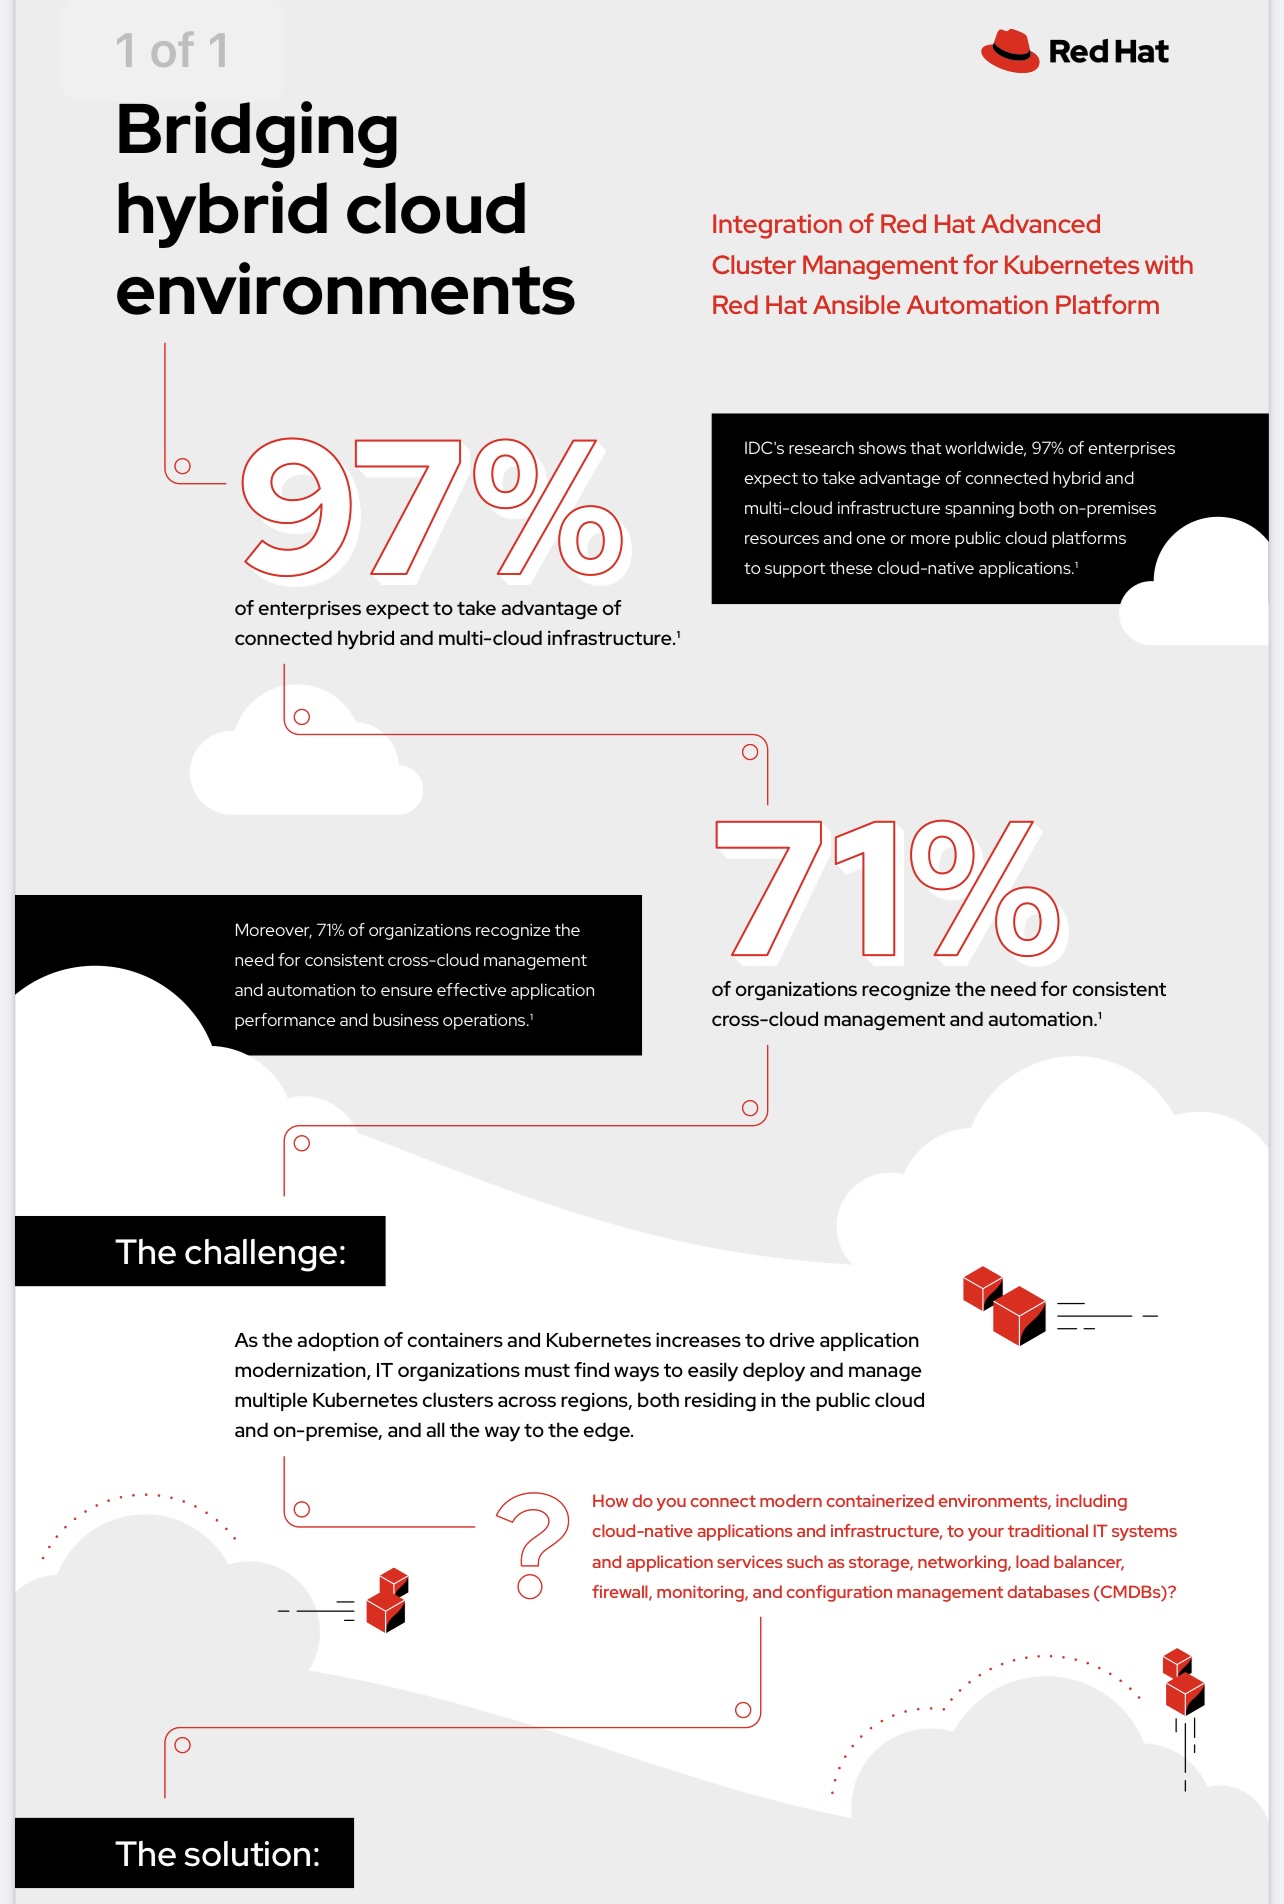 1 of 1
Red Hat
Bridging
hybrid cloud
environments
Integration of Red Hat Advanced
Cluster Management for Kubernetes with
Red Hat Ansible Automation Platform
97%
of enterprises expect to take advantage of
connected hybrid and multi-cloud infrastructure.¹
IDC's research shows that worldwide, 97% of enterprises
expect to take advantage of connected hybrid and
multi-cloud infrastructure spanning both on-premises
resources and one or more public cloud platforms
to support these cloud-native applications.¹
71%
of organizations recognize the need for consistent
cross-cloud management and automation.¹
Moreover, 71% of organizations recognize the
need for consistent cross-cloud management
and automation to ensure effective application
performance and business operations.¹
The challenge:
As the adoption of containers and Kubernetes increases to drive application
modernization, IT organizations must find ways to easily deploy and manage
multiple Kubernetes clusters across regions, both residing in the public cloud
and on-premise, and all the way to the edge.
?
How do you connect modern containerized environments, including
cloud-native applications and infrastructure, to your traditional IT systems
and application services such as storage, networking, load balancer,
firewall, monitoring, and configuration management databases (CMDBs)?
The solution: